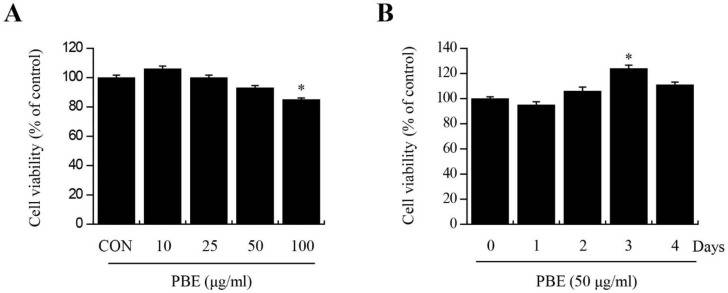 A
Cell viability (% of control)
120
100
80
60
40
20
0
*
CON 10 25 50 100
PBE (μg/ml)
B
Cell viability (% of control)
140
120
100
80
60
40
20
0
*
0 1 2 3 4 Days
PBE (50 μg/ml)